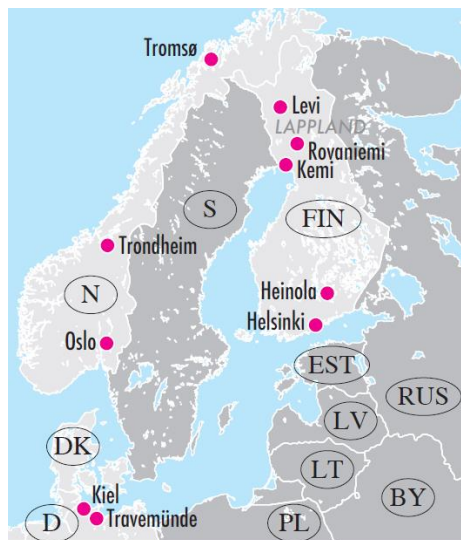 Tromsø
Levi
LAPPLAND
Rovaniemi
Kemi
S
FIN
Trondheim
N
Heinola
Helsinki
Oslo
EST
RUS
LV
DK
LT
BY
Kiel
D
Travemünde
PL